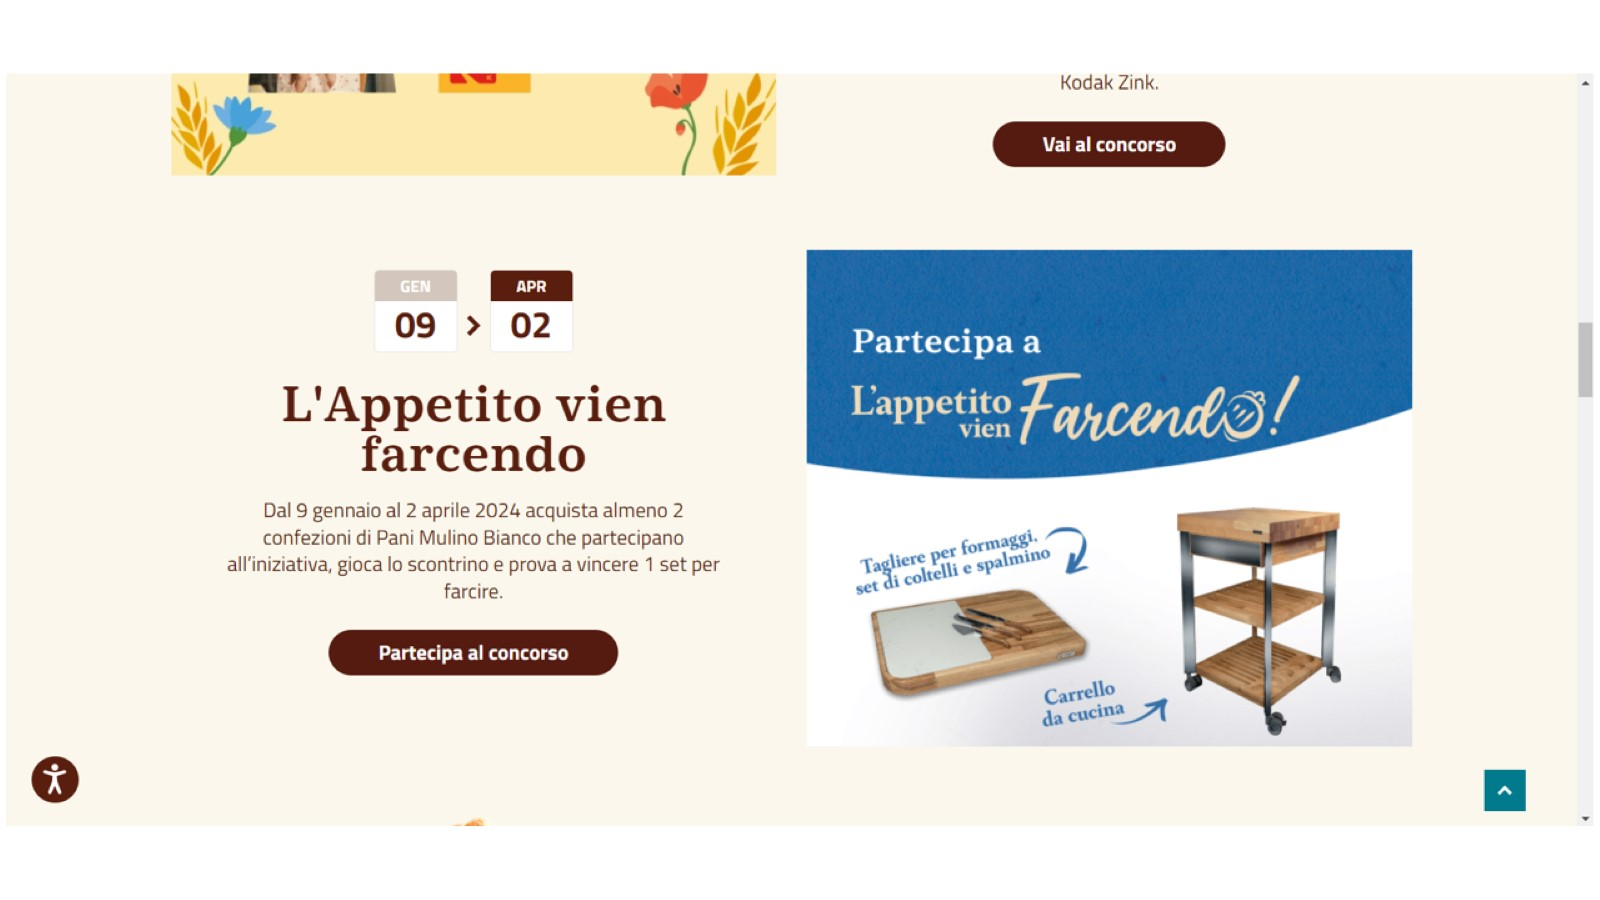 Kodak Zink.
Vai al concorso
GEN
09
APR
02
L'Appetito vien
farcendo
Dal 9 gennaio al 2 aprile 2024 acquista almeno 2
confezioni di Pani Mulino Bianco che partecipano
all’iniziativa, gioca lo scontrino e prova a vincere 1 set per
farcire.
Partecipa al concorso
Partecipa a
L’appetito
vien Farcendo!
Tagliere per formaggi,
set di coltelli e spalmino
Carrello
da cucina